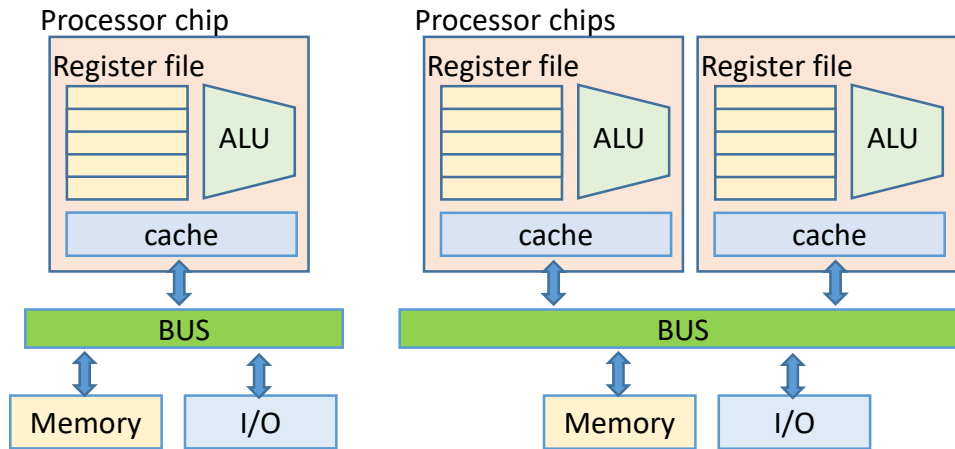 Processor chip
Register file
ALU
cache
BUS
Memory
I/O
Processor chips
Register file
ALU
cache
Register file
ALU
cache
BUS
Memory
I/O